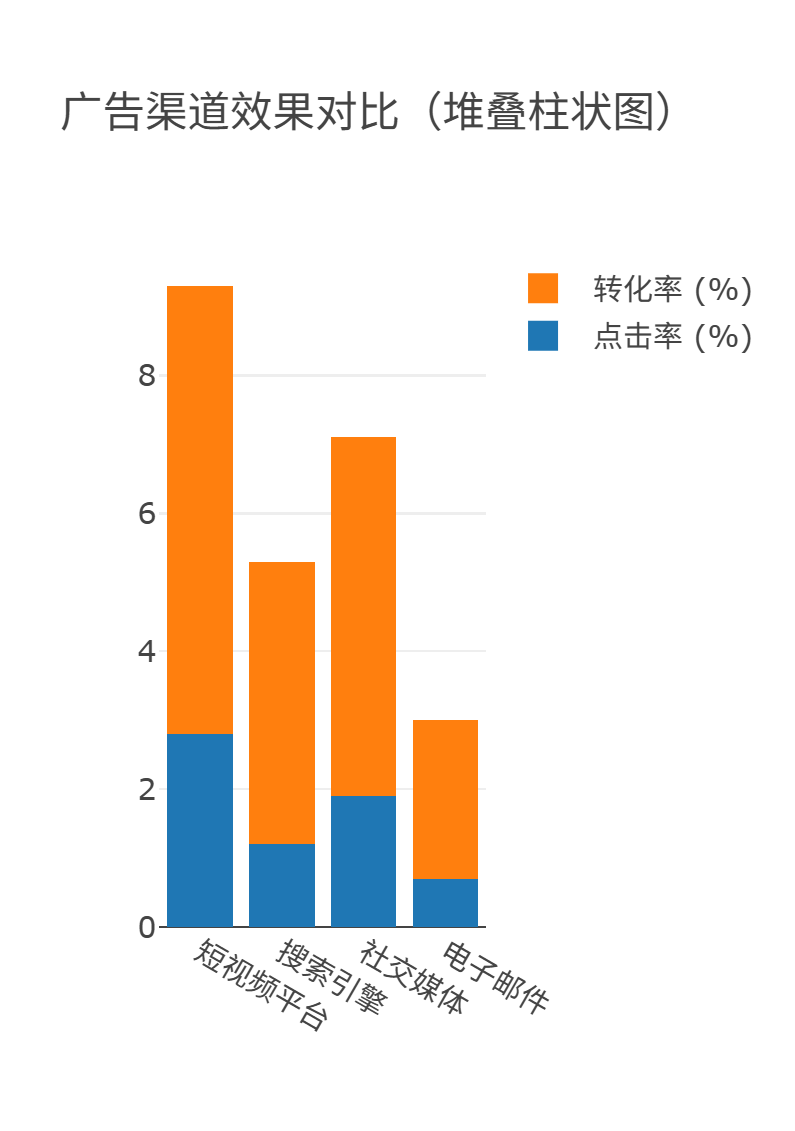 广告渠道效果对比（堆叠柱状图）
转化率 (%)
点击率 (%)
8
6
4
2
0
短视频平台
搜索引擎
社交媒体
电子邮件